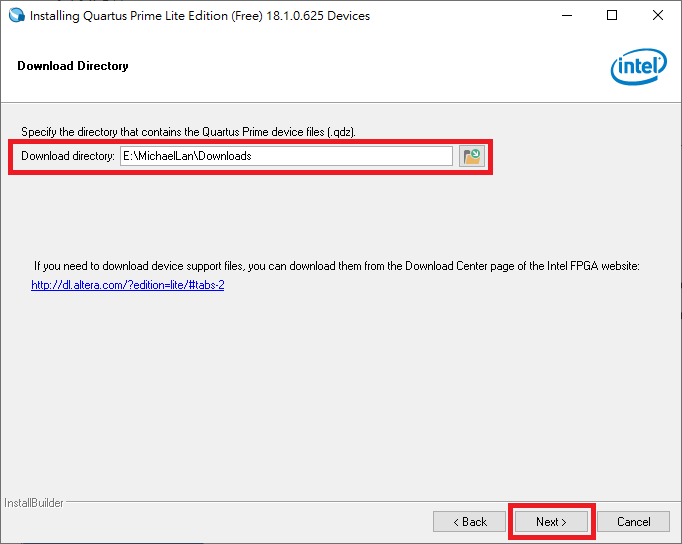 Installing Quartus Prime Lite Edition (Free) 18.1.0.625 Devices
Download Directory
intel
Specify the directory that contains the Quartus Prime device files (.qdz).
Download directory: E:\MichaelLan\Downloads
If you need to download device support files, you can download them from the Download Center page of the Intel FPGA website:
http://dl.altera.com/?edition=lite/#tabs-2
InstallBuilder
< Back Next > Cancel